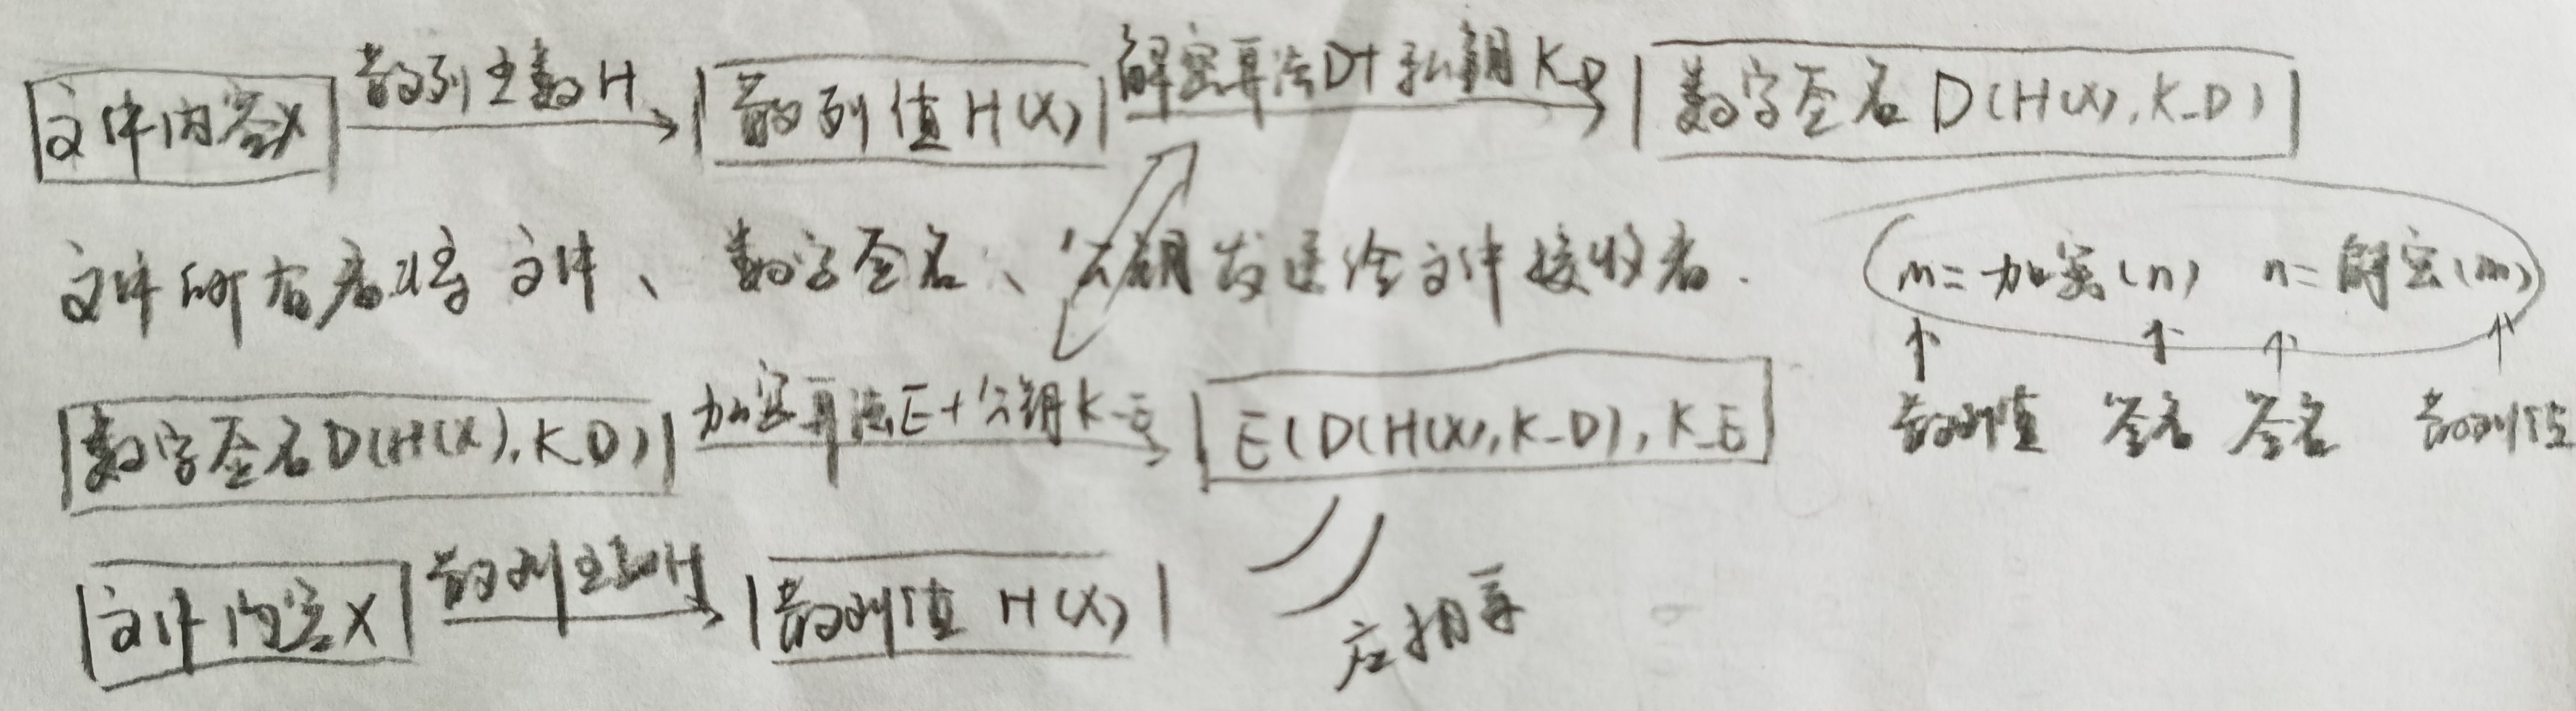 文件内容X 散列函数H 散列值H(X) 解密算法D+私钥K_D 数字签名D(H(X),K_D)
文件所有者将文件、数字签名、公钥发送给文件接收者.
m=加密(n) n=解密(m)
散列值 签名 签名 散列值
数字签名D(H(X),K_D) 加密算法E+公钥K_E E(D(H(X),K_D),K_E
文件内容X 散列函数H 散列值 H(X)
应相等